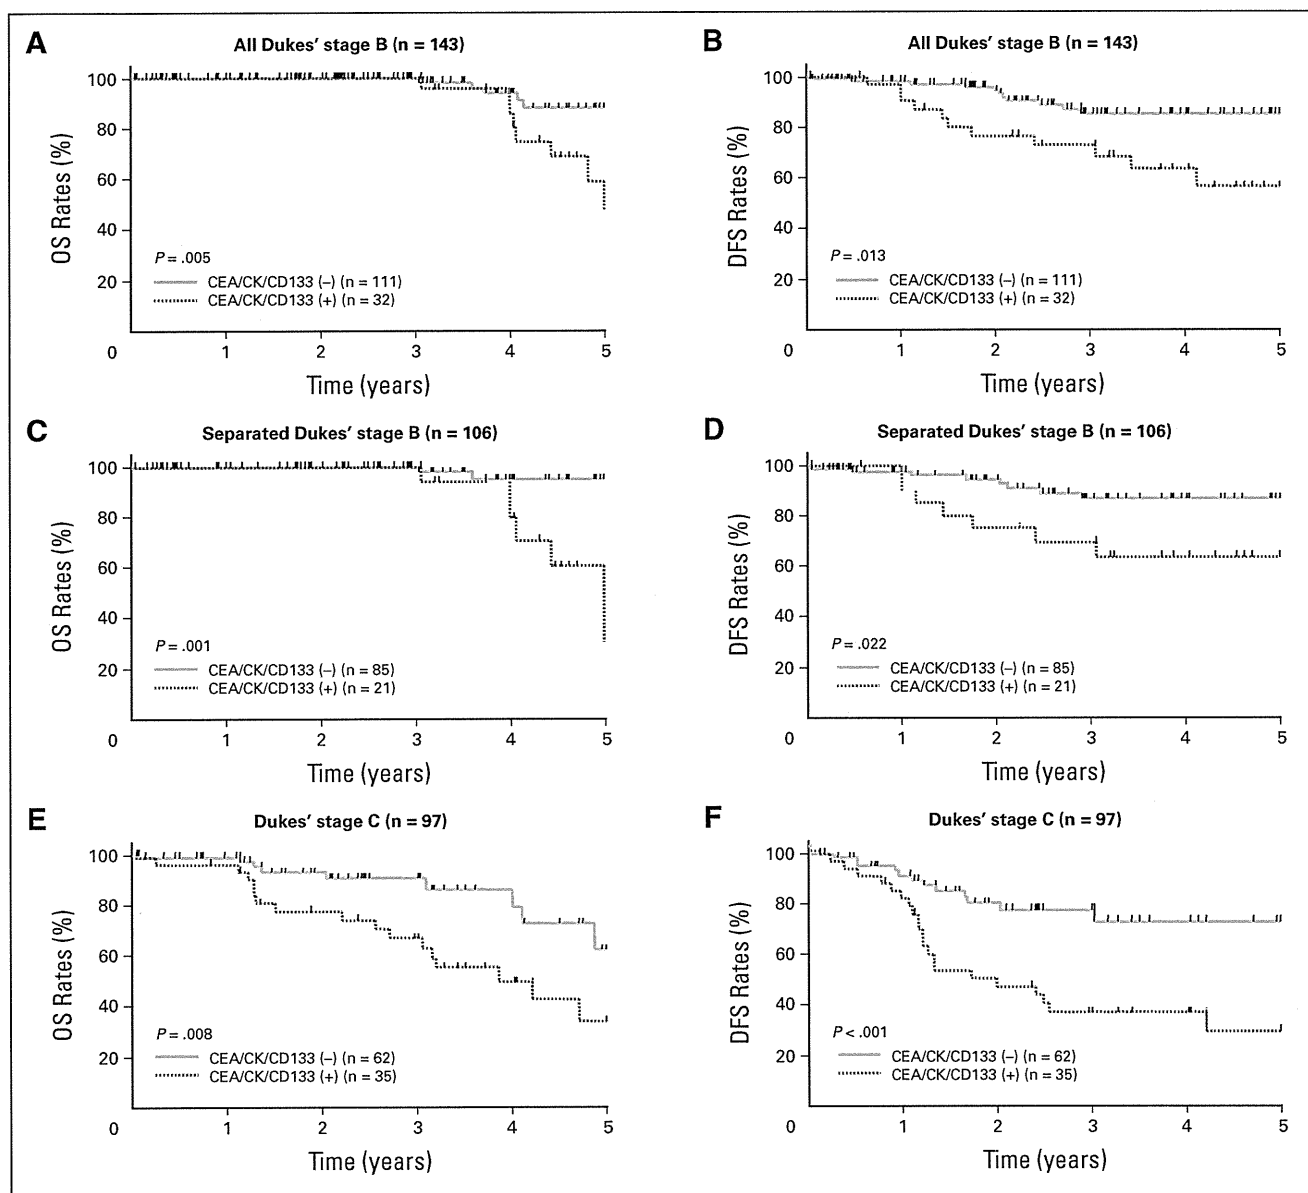 A
All Dukes' stage B (n = 143)
OS Rates (%)
100
80
60
40
20
0
P = .005
CEA/CK/CD133 (–) (n = 111)
CEA/CK/CD133 (+) (n = 32)
1 2 3 4 5
Time (years)
B
All Dukes' stage B (n = 143)
DFS Rates (%)
100
80
60
40
20
0
P = .013
CEA/CK/CD133 (–) (n = 111)
CEA/CK/CD133 (+) (n = 32)
1 2 3 4 5
Time (years)
C
Separated Dukes' stage B (n = 106)
OS Rates (%)
100
80
60
40
20
0
P = .001
CEA/CK/CD133 (–) (n = 85)
CEA/CK/CD133 (+) (n = 21)
1 2 3 4 5
Time (years)
D
Separated Dukes' stage B (n = 106)
DFS Rates (%)
100
80
60
40
20
0
P = .022
CEA/CK/CD133 (–) (n = 85)
CEA/CK/CD133 (+) (n = 21)
1 2 3 4 5
Time (years)
E
Dukes' stage C (n = 97)
OS Rates (%)
100
80
60
40
20
0
P = .008
CEA/CK/CD133 (–) (n = 62)
CEA/CK/CD133 (+) (n = 35)
1 2 3 4 5
Time (years)
F
Dukes' stage C (n = 97)
DFS Rates (%)
100
80
60
40
20
0
P < .001
CEA/CK/CD133 (–) (n = 62)
CEA/CK/CD133 (+) (n = 35)
1 2 3 4 5
Time (years)